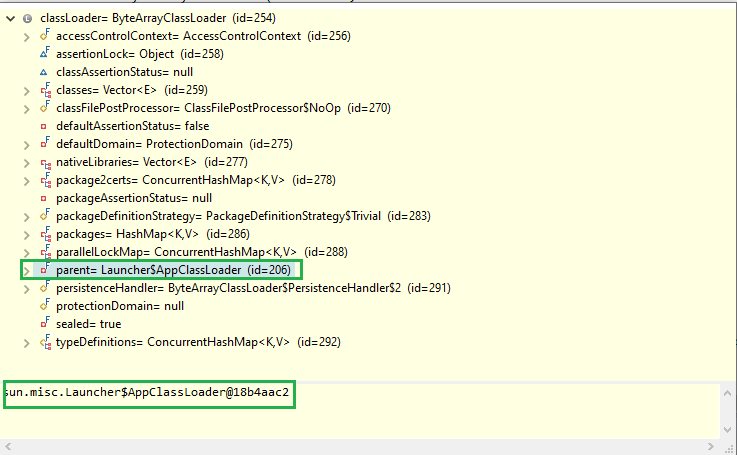 classLoader= ByteArrayClassLoader (id=254)
accessControlContext= AccessControlContext (id=256)
assertionLock= Object (id=258)
classAssertionStatus= null
classes= Vector<E> (id=259)
classFilePostProcessor= ClassFilePostProcessor$NoOp (id=270)
defaultAssertionStatus= false
defaultDomain= ProtectionDomain (id=275)
nativeLibraries= Vector<E> (id=277)
package2certs= ConcurrentHashMap<K,V> (id=278)
packageAssertionStatus= null
packageDefinitionStrategy= PackageDefinitionStrategy$Trivial (id=283)
packages= HashMap<K,V> (id=286)
parallelLockMap= ConcurrentHashMap<K,V> (id=288)
parent= Launcher$AppClassLoader (id=206)
persistenceHandler= ByteArrayClassLoader$PersistenceHandler$2 (id=291)
protectionDomain= null
sealed= true
typeDefinitions= ConcurrentHashMap<K,V> (id=292)
sun.misc.Launcher$AppClassLoader@18b4aac2